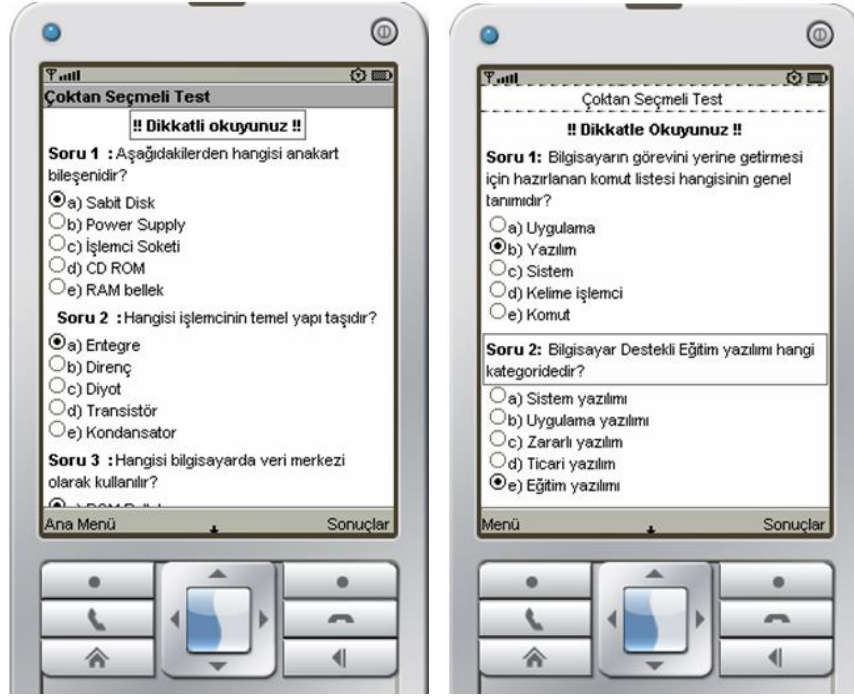 Çoktan Seçmeli Test
!! Dikkatli okuyunuz !!
Soru 1 : Aşağıdakilerden hangisi anakart
bileşenidir?
a) Sabit Disk
b) Power Supply
c) İşlemci Soketi
d) CD ROM
e) RAM bellek
Soru 2 : Hangisi işlemcinin temel yapı taşıdır?
a) Entegre
b) Direnç
c) Diyot
d) Transistör
e) Kondansator
Soru 3 : Hangisi bilgisayarda veri merkezi
olarak kullanılır?
Ana Menü
Sonuçlar
Çoktan Seçmeli Test
!! Dikkatle Okuyunuz !!
Soru 1: Bilgisayarın görevini yerine getirmesi
için hazırlanan komut listesi hangisinin genel
tanımıdır?
a) Uygulama
b) Yazılım
c) Sistem
d) Kelime işlemci
e) Komut
Soru 2: Bilgisayar Destekli Eğitim yazılımı hangi
kategoridedir?
a) Sistem yazılımı
b) Uygulama yazılımı
c) Zararlı yazılım
d) Ticari yazılım
e) Eğitim yazılımı
Menü
Sonuçlar